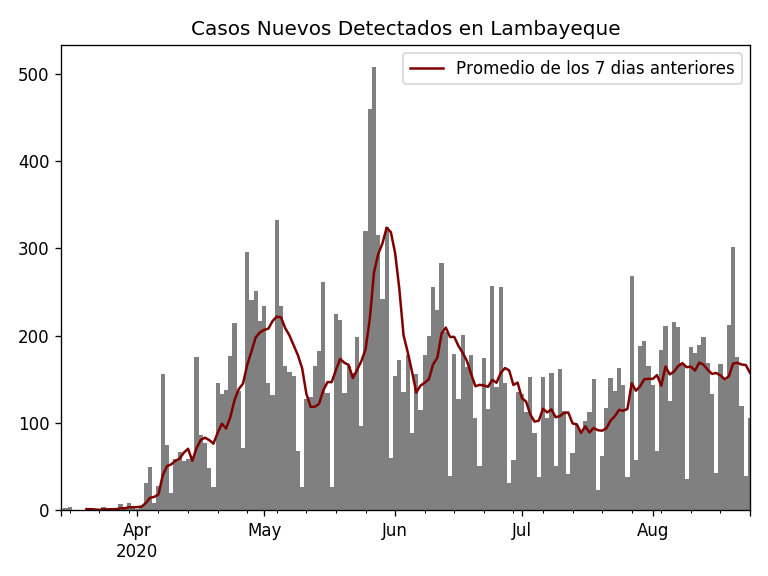 Casos Nuevos Detectados en Lambayeque
Promedio de los 7 dias anteriores
500
400
300
200
100
0
Apr
2020
May
Jun
Jul
Aug